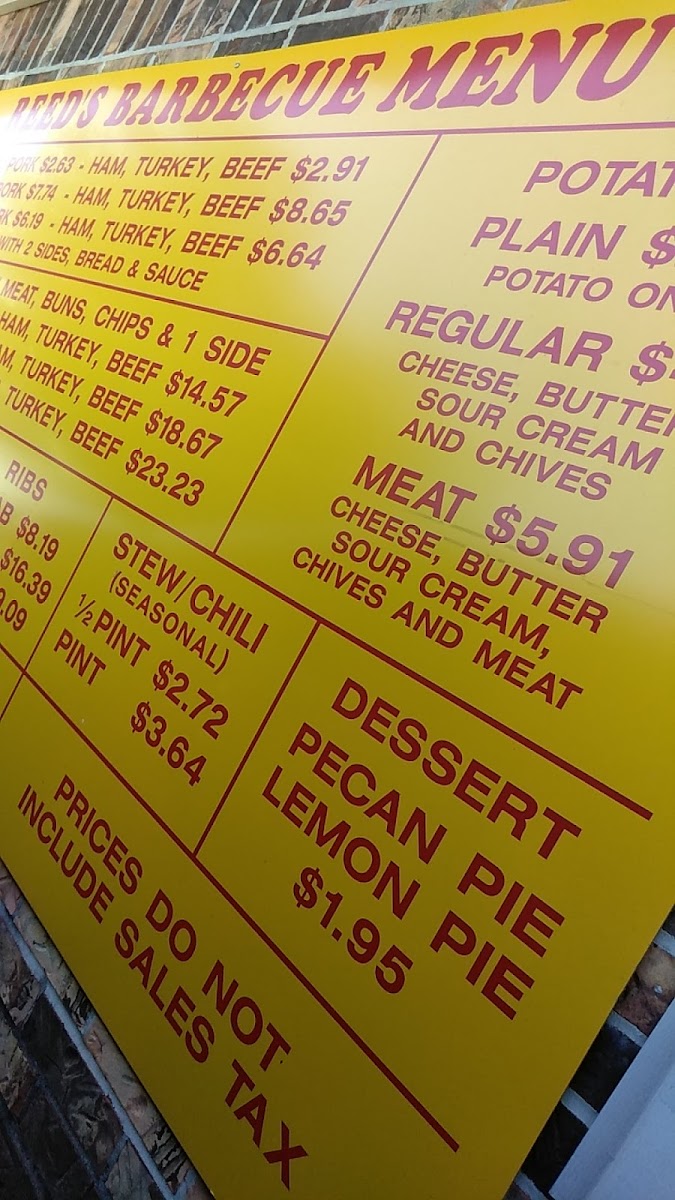 REED'S BARBECUE MENU
PORK $2.63 - HAM, TURKEY, BEEF $2.91
PORK $7.74 - HAM, TURKEY, BEEF $8.65
$6.19 - HAM, TURKEY, BEEF $6.64
WITH 2 SIDES, BREAD & SAUCE
MEAT, BUNS, CHIPS & 1 SIDE
HAM, TURKEY, BEEF $14.57
TURKEY, BEEF $18.67
TURKEY, BEEF $23.23
RIBS
$8.19
$16.39
STEW/CHILI
(SEASONAL)
½ PINT $2.72
PINT $3.64
PLAIN $
POTATO
REGULAR $
CHEESE, BUTTER
SOUR CREAM
AND CHIVES
MEAT $5.91
CHEESE, BUTTER
SOUR CREAM,
CHIVES AND MEAT
DESSERT
PECAN PIE
LEMON PIE
$1.95
PRICES DO NOT
INCLUDE SALES TAX